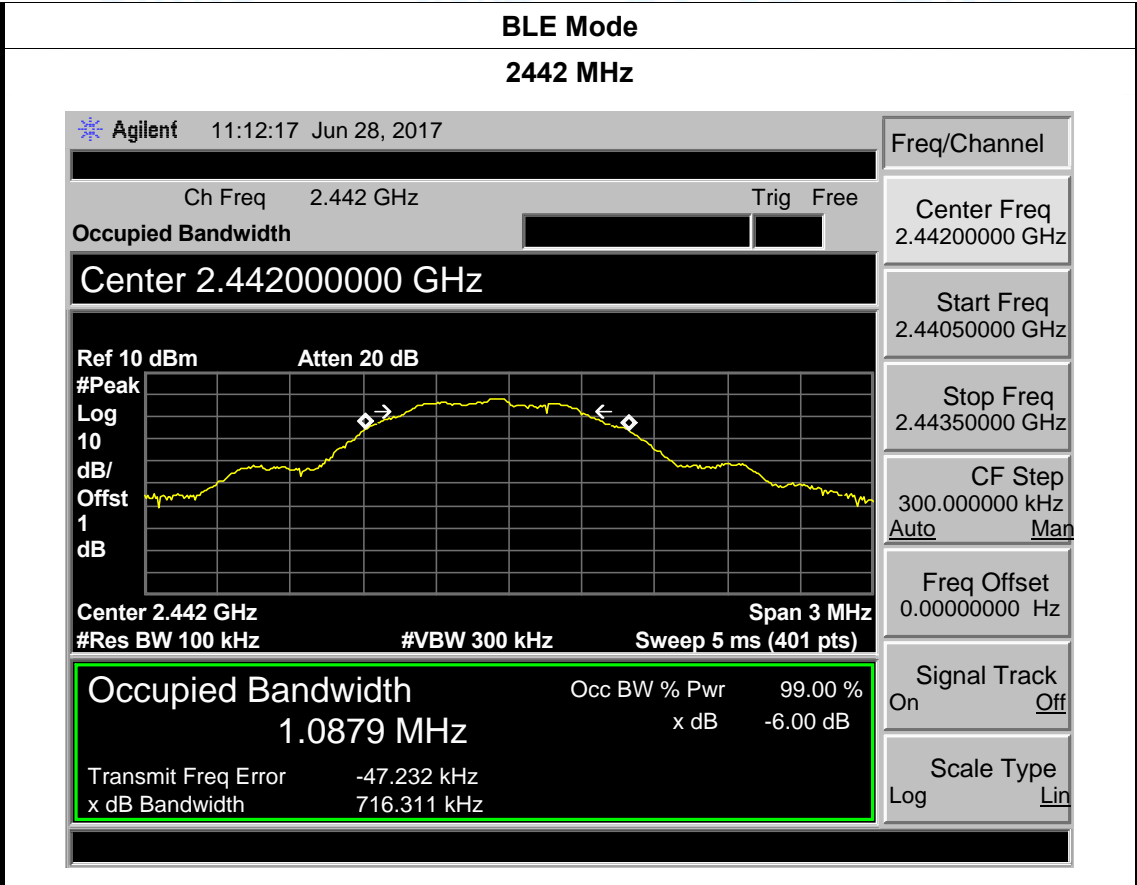 BLE Mode
2442 MHz
Agilent 11:12:17 Jun 28, 2017
Freq/Channel
Ch Freq 2.442 GHz Trig Free
Occupied Bandwidth
Center Freq
2.44200000 GHz
Center 2.442000000 GHz
Start Freq
2.44050000 GHz
Ref 10 dBm Atten 20 dB
#Peak
Log
10
dB/
Offst
1
dB
Stop Freq
2.44350000 GHz
CF Step
300.000000 kHz
Auto Man
Freq Offset
0.00000000 Hz
Center 2.442 GHz Span 3 MHz
#Res BW 100 kHz #VBW 300 kHz Sweep 5 ms (401 pts)
Occupied Bandwidth Occ BW % Pwr 99.00 %
1.0879 MHz x dB -6.00 dB
Signal Track
On Off
Transmit Freq Error -47.232 kHz
x dB Bandwidth 716.311 kHz
Scale Type
Log Lin